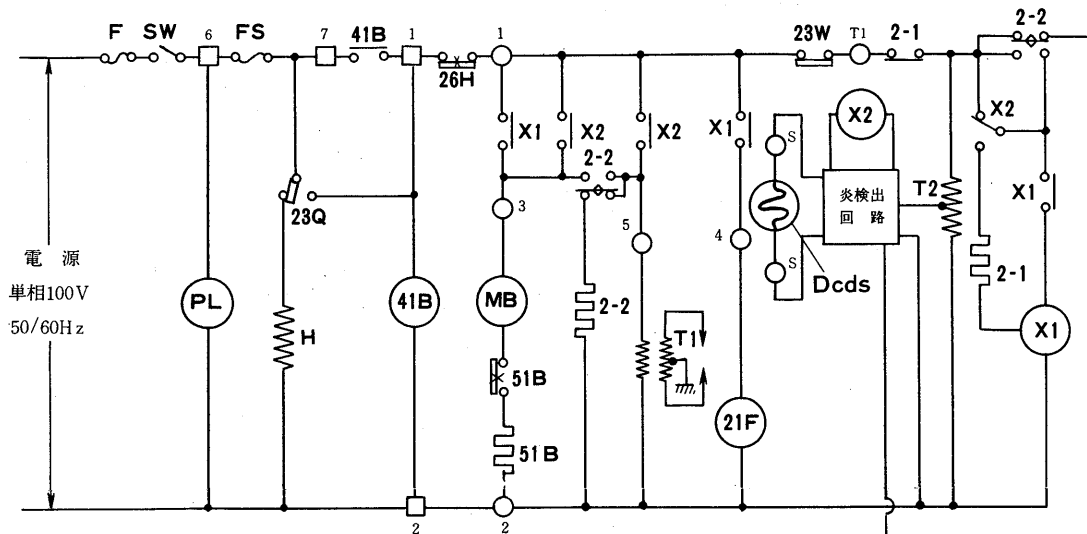 F SW 6 FS 7 41B 1 26H 1 23W T1 2-1 2-2
X1 X2 2-2 X2 X1 S X2 X2
3 5 4 炎検出
回路 T2 X1
23Q
電源
単相100V
50/60Hz
PL H 41B MB 2-2 T1 S Dcds 2-1 X1
51B
51B
21F
2 2